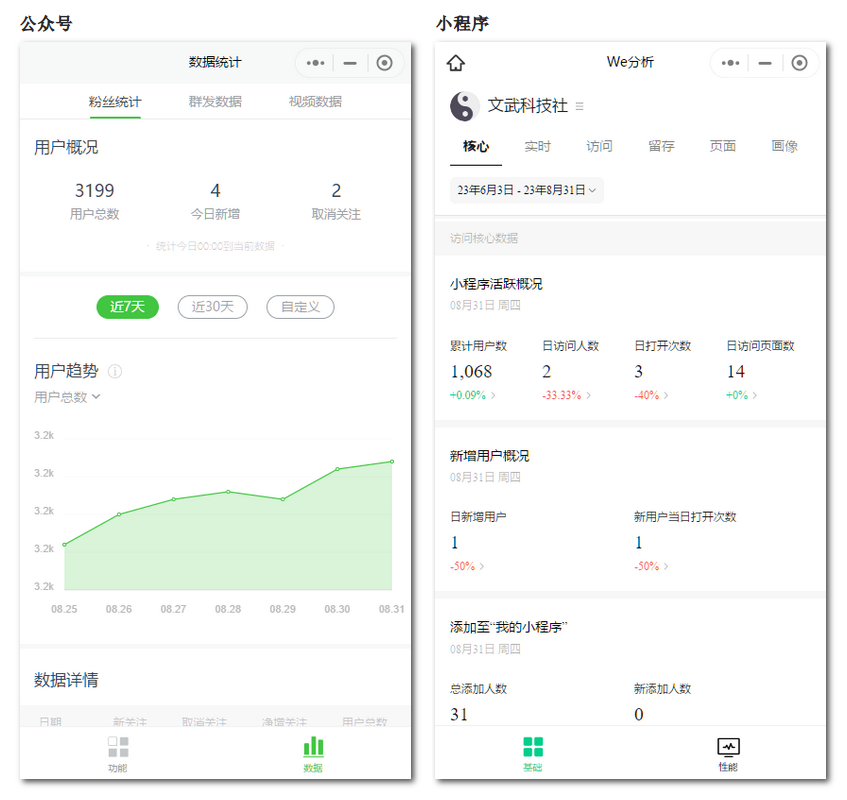 公众号
数据统计
粉丝统计 群发数据 视频数据
用户概况
3199 4 2
用户总数 今日新增 取消关注
· 统计今日00:00到当前数据 ·
近7天 近30天 自定义
用户趋势
用户总数
3.2k
3.2k
3.2k
3.2k
3.2k
08.25 08.26 08.27 08.28 08.29 08.30 08.31
数据详情
日期 新关注 取消关注 净增关注 用户总数
功能 数据
小程序
We分析
文武科技社
核心 实时 访问 留存 页面 画像
23年6月3日 - 23年8月31日
访问核心数据
小程序活跃概况
08月31日 周四
累计用户数 日访问人数 日打开次数 日访问页面数
1,068 2 3 14
+0.09% -33.33% -40% +0%
新增用户概况
08月31日 周四
日新增用户 新用户当日打开次数
1 1
-50% -50%
添加至“我的小程序”
08月31日 周四
总添加人数 新添加人数
31 0
基础 性能